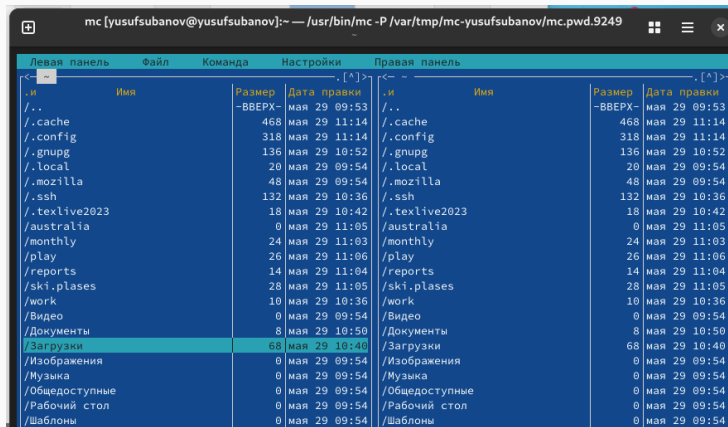 mc [yusufsubanov@yusufsubanov]:~ — /usr/bin/mc -P /var/tmp/mc-yusufsubanov/mc.pwd.9249
~
Левая панель Файл Команда Настройки Правая панель
<— ~ .[^]> <— ~ .[^]>
.и Имя Размер Дата правки .и Имя Размер Дата правки
/.. -ВВЕРХ- мая 29 09:53 /.. -ВВЕРХ- мая 29 09:53
/.cache 468 мая 29 11:14 /.cache 468 мая 29 11:14
/.config 318 мая 29 11:14 /.config 318 мая 29 11:14
/.gnupg 136 мая 29 10:52 /.gnupg 136 мая 29 10:52
/.local 20 мая 29 09:54 /.local 20 мая 29 09:54
/.mozilla 48 мая 29 09:54 /.mozilla 48 мая 29 09:54
/.ssh 132 мая 29 10:36 /.ssh 132 мая 29 10:36
/.texlive2023 18 мая 29 10:42 /.texlive2023 18 мая 29 10:42
/australia 0 мая 29 11:05 /australia 0 мая 29 11:05
/monthly 24 мая 29 11:03 /monthly 24 мая 29 11:03
/play 26 мая 29 11:06 /play 26 мая 29 11:06
/reports 14 мая 29 11:04 /reports 14 мая 29 11:04
/ski.plases 28 мая 29 11:05 /ski.plases 28 мая 29 11:05
/work 10 мая 29 10:36 /work 10 мая 29 10:36
/Видео 0 мая 29 09:54 /Видео 0 мая 29 09:54
/Документы 8 мая 29 10:50 /Документы 8 мая 29 10:50
/Загрузки 68 мая 29 10:40 /Загрузки 68 мая 29 10:40
/Изображения 0 мая 29 09:54 /Изображения 0 мая 29 09:54
/Музыка 0 мая 29 09:54 /Музыка 0 мая 29 09:54
/Общедоступные 0 мая 29 09:54 /Общедоступные 0 мая 29 09:54
/Рабочий стол 0 мая 29 09:54 /Рабочий стол 0 мая 29 09:54
/Шаблоны 0 мая 29 09:54 /Шаблоны 0 мая 29 09:54